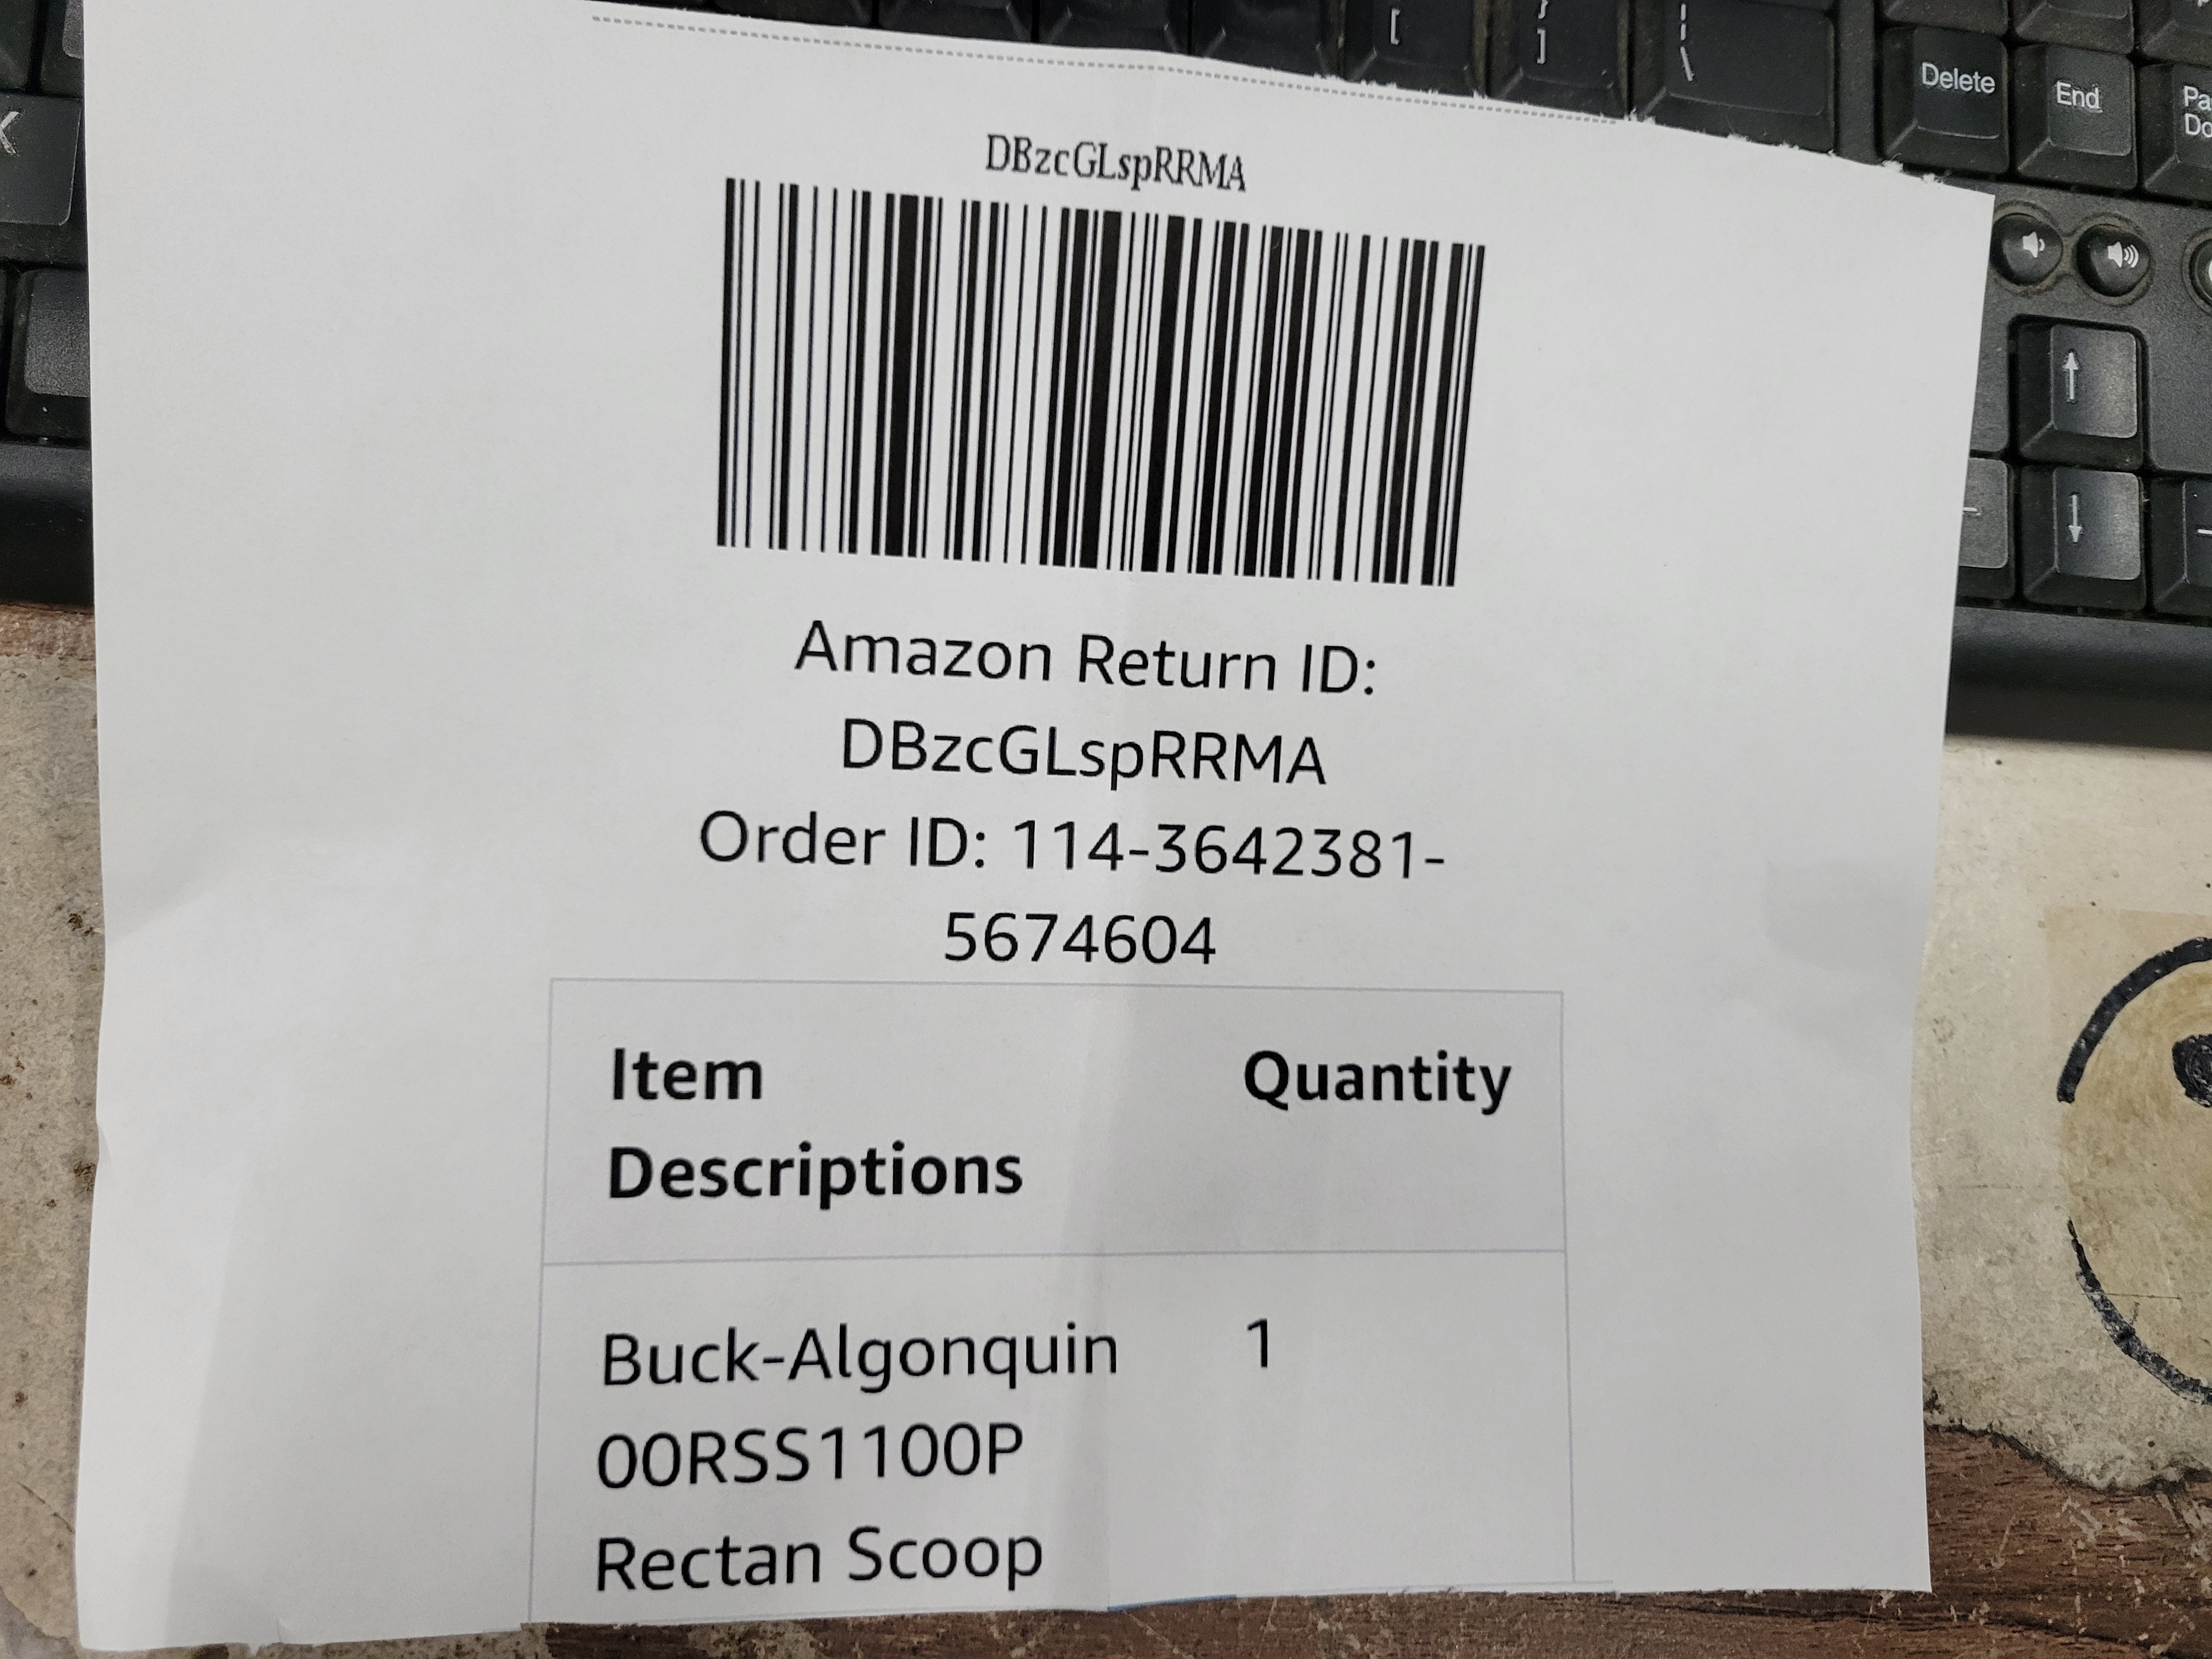 [ } ] | \
Delete End
DBzcGLspRRMA
Amazon Return ID:
DBzcGLspRRMA
Order ID: 114-3642381-
5674604
Item Quantity
Descriptions
Buck-Algonquin 1
00RSS1100P
Rectan Scoop